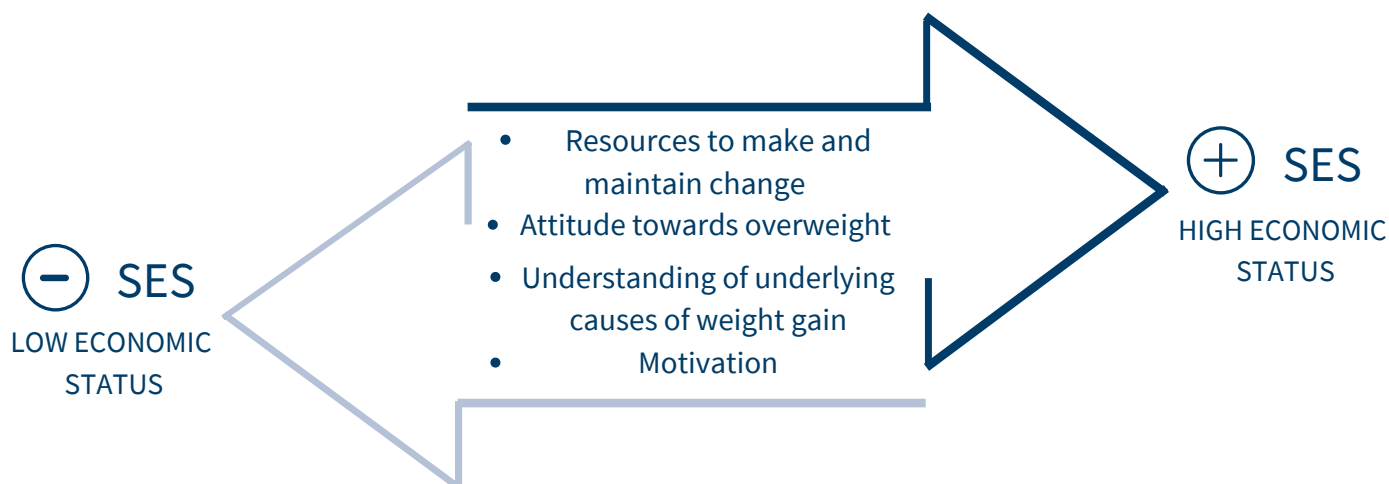 • Resources to make and
maintain change
• Attitude towards overweight
• Understanding of underlying
causes of weight gain
• Motivation
+ SES
HIGH ECONOMIC
STATUS
- SES
LOW ECONOMIC
STATUS